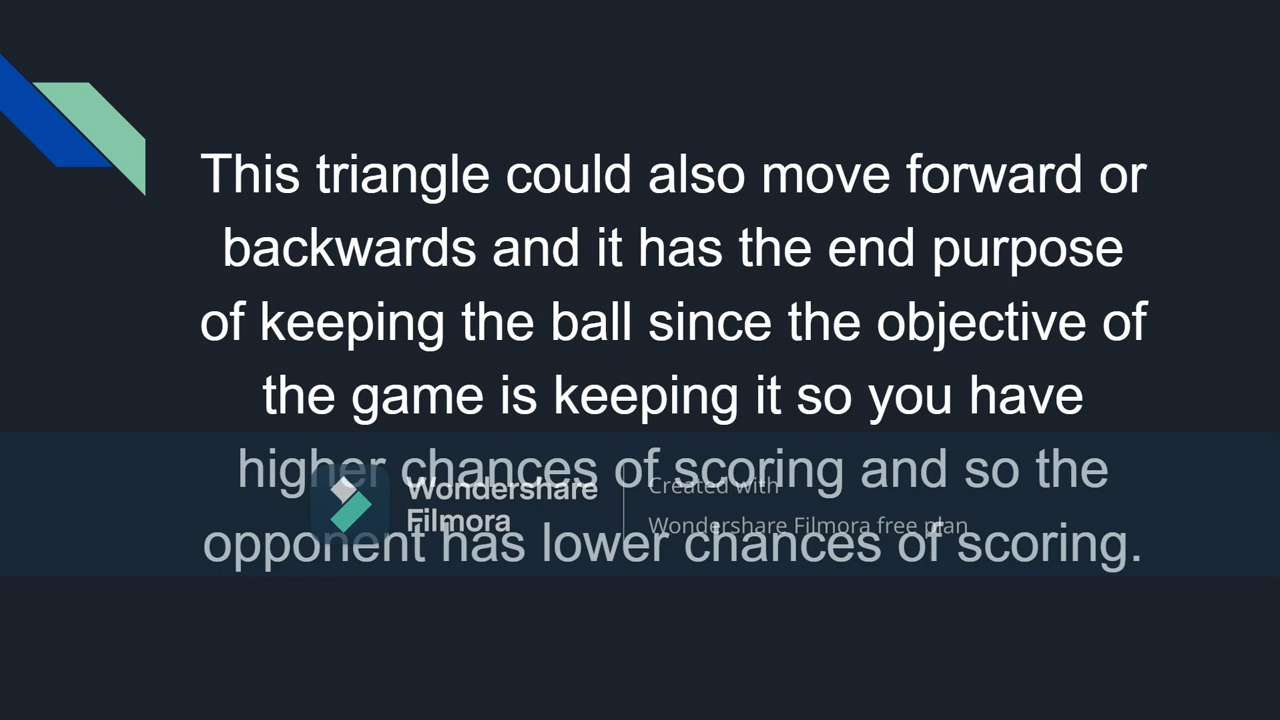 This triangle could also move forward or
backwards and it has the end purpose
of keeping the ball since the objective of
the game is keeping it so you have
higher chances of scoring and so the
opponent has lower chances of scoring.
Wondershare
Filmora
Created with
Wondershare Filmora free plan